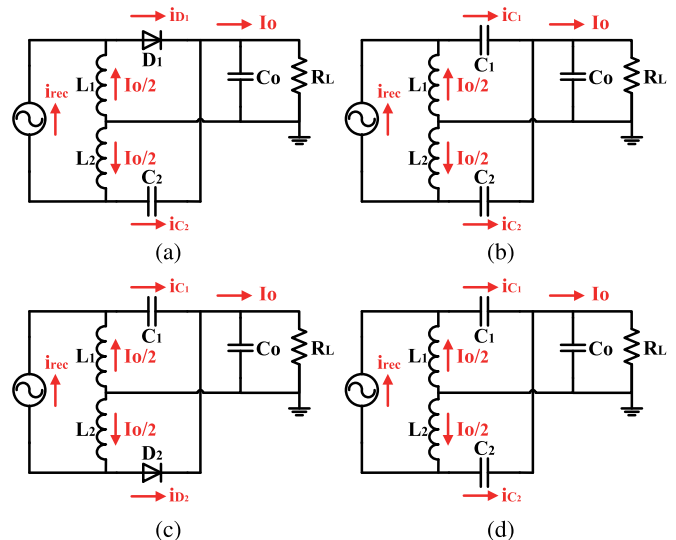 iD1
Io
D1
L1
Io/2
Co
RL
irec
L2
Io/2
C2
iC2
(a)
iC1
Io
C1
L1
Io/2
Co
RL
irec
L2
Io/2
C2
iC2
(b)
iC1
Io
C1
L1
Io/2
Co
RL
irec
L2
Io/2
D2
iD2
(c)
iC1
Io
C1
L1
Io/2
Co
RL
irec
L2
Io/2
C2
iC2
(d)